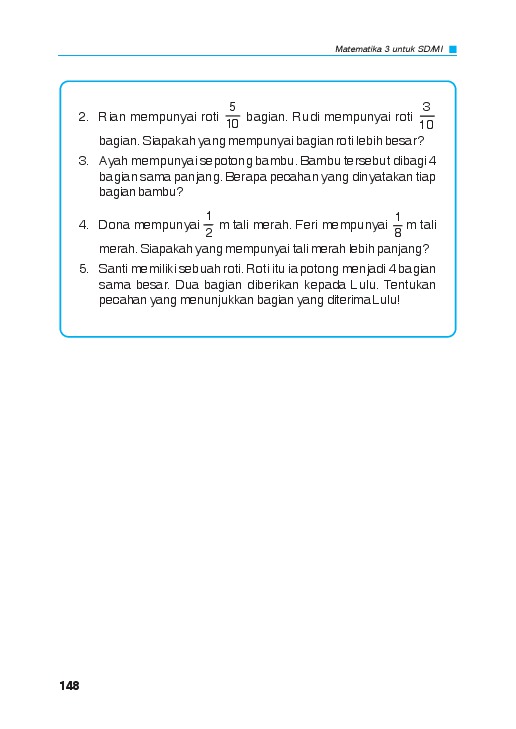 Matematika 3 untuk SD/MI
2. Rian mempunyai roti 5/10 bagian. Rudi mempunyai roti 3/10
bagian. Siapakah yang mempunyai bagian roti lebih besar?
3. Ayah mempunyai sepotong bambu. Bambu tersebut dibagi 4
bagian sama panjang. Berapa pecahan yang dinyatakan tiap
bagian bambu?
4. Dona mempunyai 1/2 m tali merah. Feri mempunyai 1/8 m tali
merah. Siapakah yang mempunyai tali merah lebih panjang?
5. Santi memiliki sebuah roti. Roti itu ia potong menjadi 4 bagian
sama besar. Dua bagian diberikan kepada Lulu. Tentukan
pecahan yang menunjukkan bagian yang diterima Lulu!
148